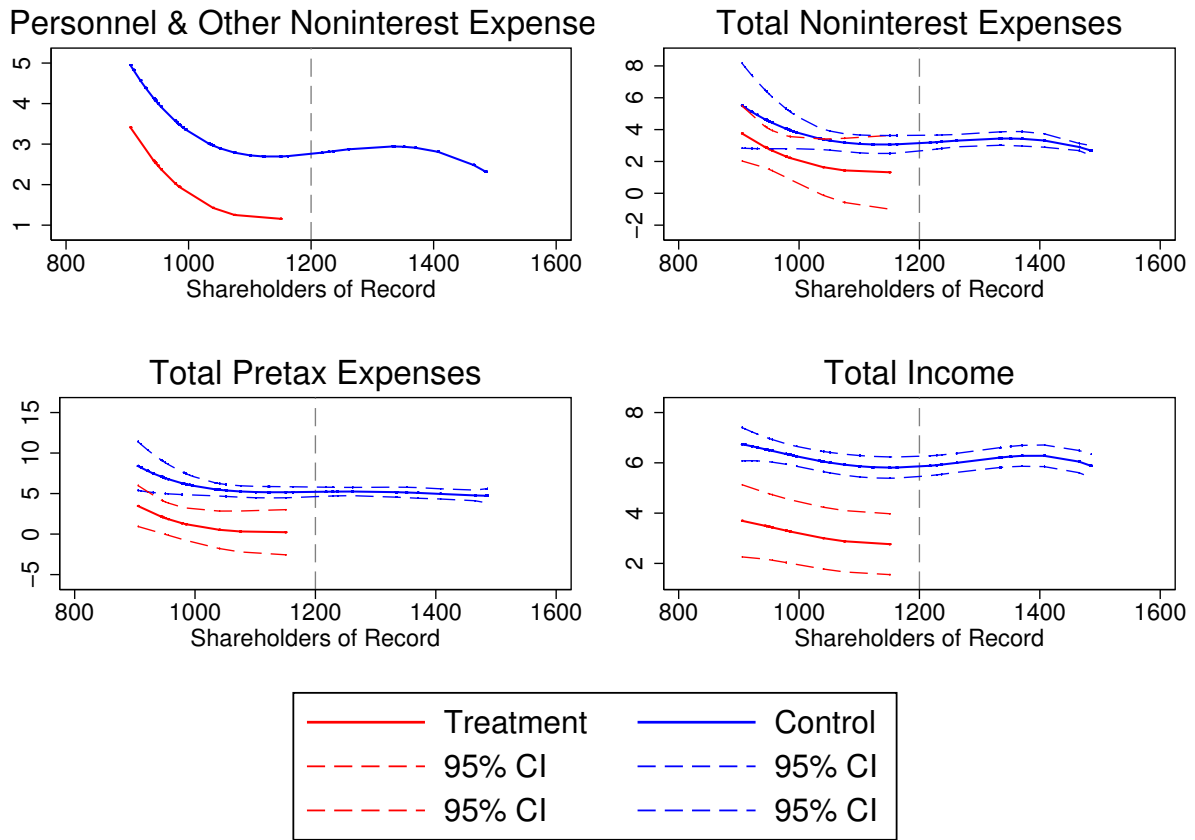 Personnel & Other Noninterest Expense
5
4
3
2
1
800 1000 1200 1400 1600
Shareholders of Record
Total Noninterest Expenses
8
6
4
2
0
−2
800 1000 1200 1400 1600
Shareholders of Record
Total Pretax Expenses
15
10
5
0
−5
800 1000 1200 1400 1600
Shareholders of Record
Total Income
8
6
4
2
800 1000 1200 1400 1600
Shareholders of Record
Treatment Control
95% CI 95% CI
95% CI 95% CI